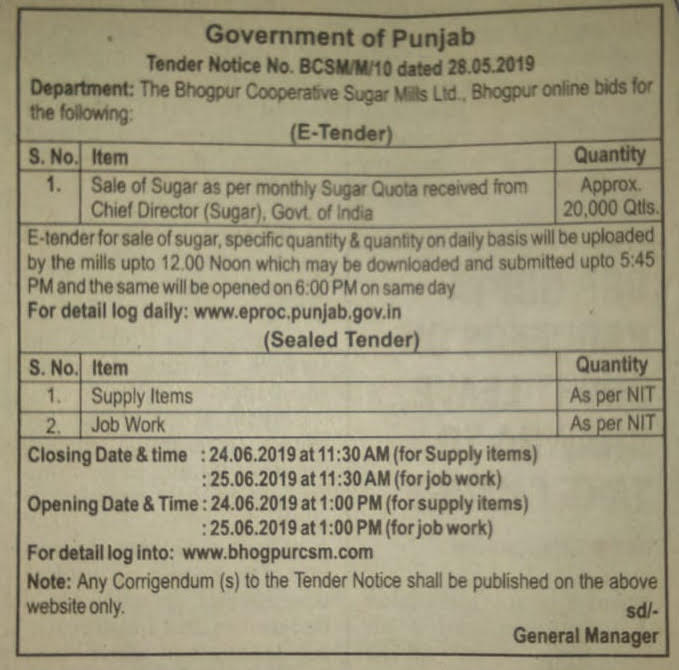 Government of Punjab
Tender Notice No. BCSM/M/10 dated 28.05.2019
Department: The Bhogpur Cooperative Sugar Mills Ltd., Bhogpur online bids for
the following:
(E-Tender)
S. No. Item Quantity
1. Sale of Sugar as per monthly Sugar Quota received from Approx.
Chief Director (Sugar), Govt. of India 20,000 Qtls.
E-tender for sale of sugar, specific quantity & quantity on daily basis will be uploaded
by the mills upto 12.00 Noon which may be downloaded and submitted upto 5:45
PM and the same will be opened on 6:00 PM on same day
For detail log daily: www.eproc.punjab.gov.in
(Sealed Tender)
S. No. Item Quantity
1. Supply Items As per NIT
2. Job Work As per NIT
Closing Date & time : 24.06.2019 at 11:30 AM (for Supply items)
: 25.06.2019 at 11:30 AM (for job work)
Opening Date & Time : 24.06.2019 at 1:00 PM (for supply items)
: 25.06.2019 at 1:00 PM (for job work)
For detail log into: www.bhogpurcsm.com
Note: Any Corrigendum (s) to the Tender Notice shall be published on the above
website only.
sd/-
General Manager